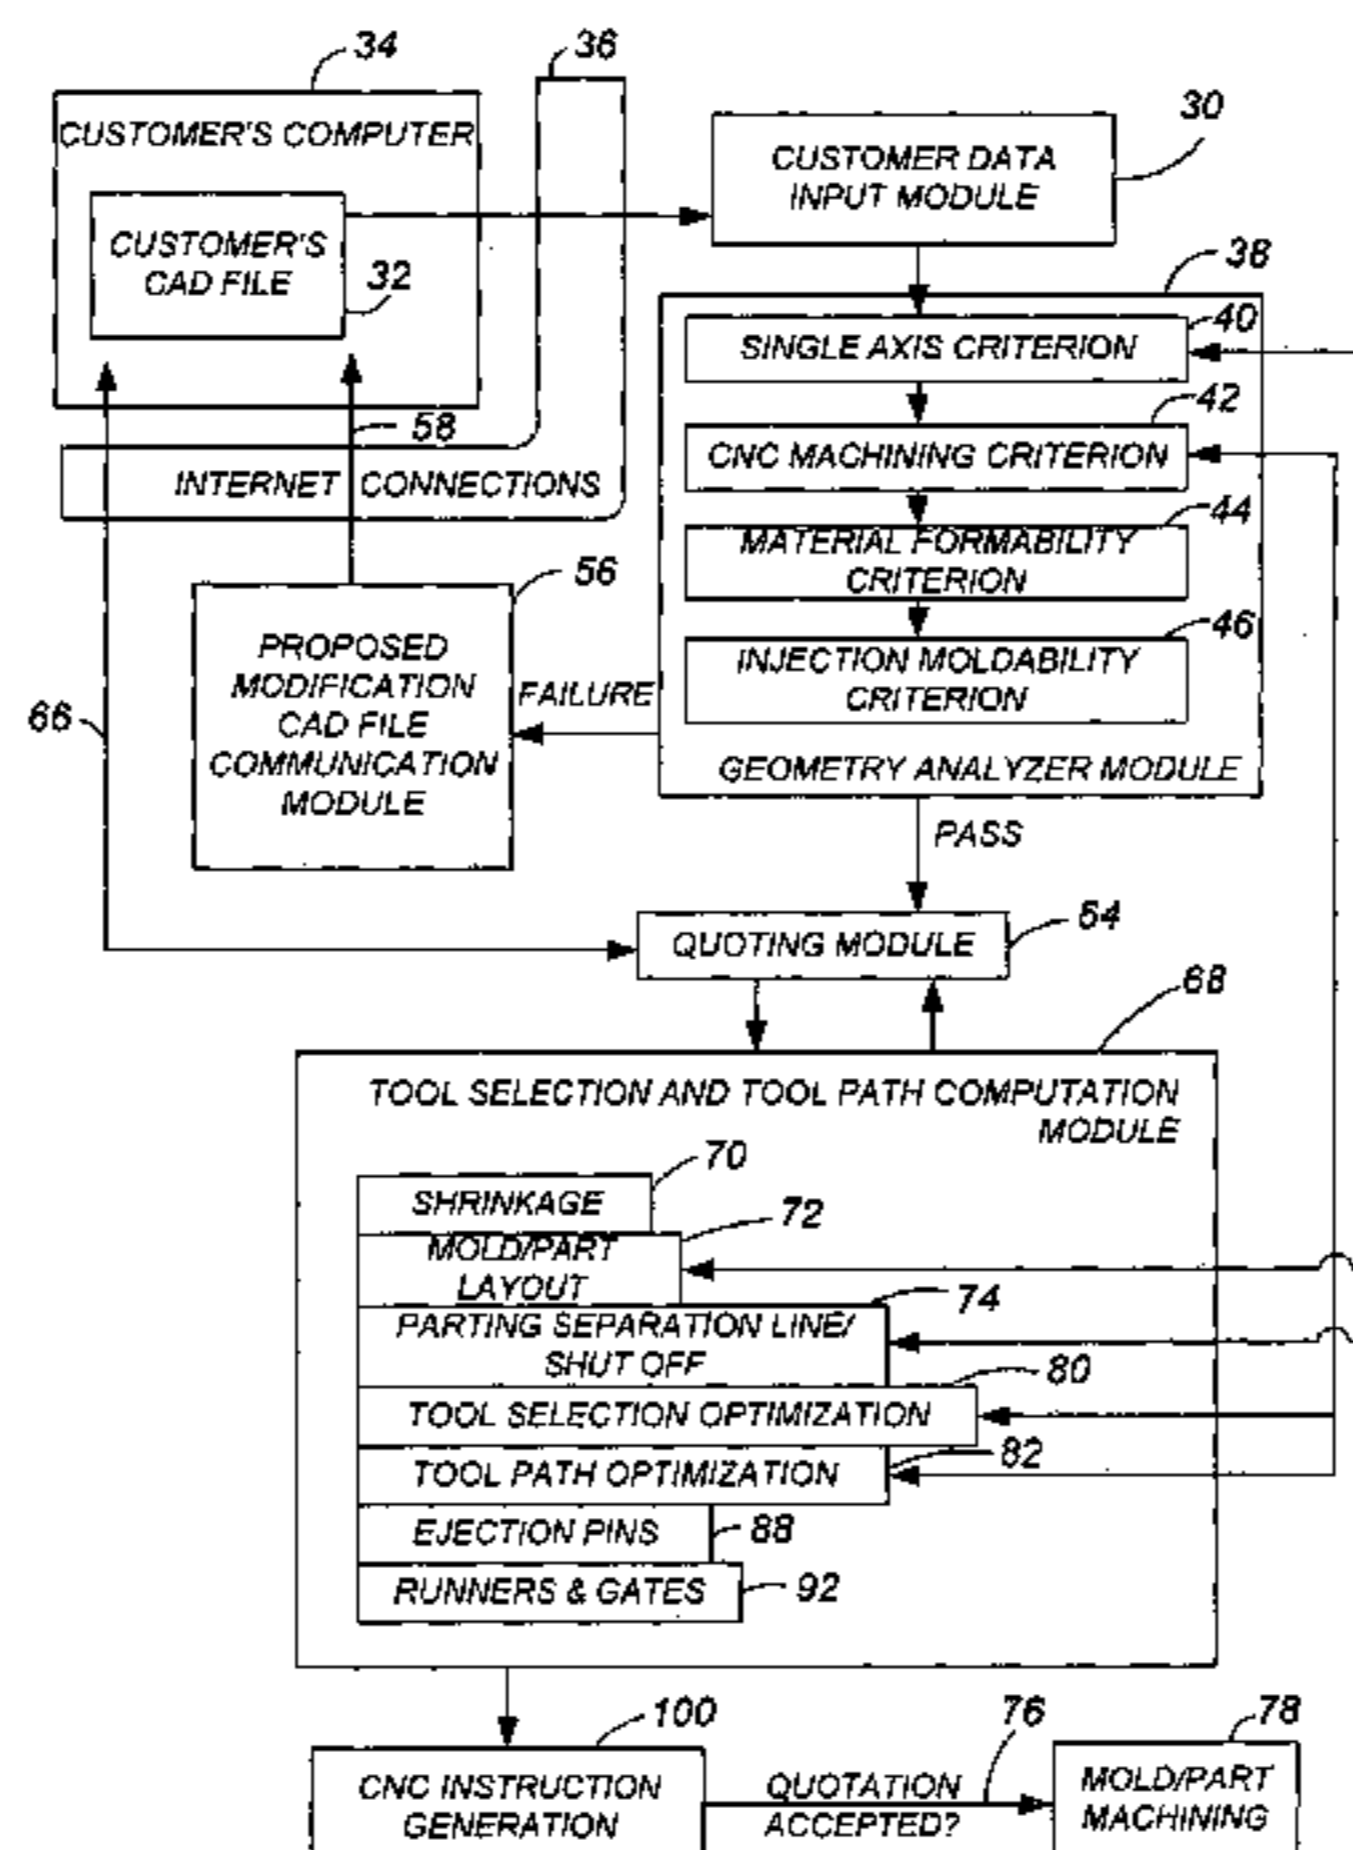 34
36
CUSTOMER'S COMPUTER
30
CUSTOMER DATA
INPUT MODULE
CUSTOMER'S
CAD FILE
32
38
40
SINGLE AXIS CRITERION
42
58
CNC MACHINING CRITERION
INTERNET CONNECTIONS
44
MATERIAL FORMABILITY
CRITERION
56
46
PROPOSED
MODIFICATION
CAD FILE
COMMUNICATION
MODULE
INJECTION MOLDABILITY
CRITERION
FAILURE
66
GEOMETRY ANALYZER MODULE
PASS
64
QUOTING MODULE
68
TOOL SELECTION AND TOOL PATH COMPUTATION
MODULE
70
SHRINKAGE
72
MOLD/PART
LAYOUT
74
PARTING SEPARATION LINE/
SHUT OFF
80
TOOL SELECTION OPTIMIZATION
82
TOOL PATH OPTIMIZATION
EJECTION PINS
88
RUNNERS & GATES
92
100
76
78
CNC INSTRUCTION
GENERATION
QUOTATION
ACCEPTED?
MOLD/PART
MACHINING